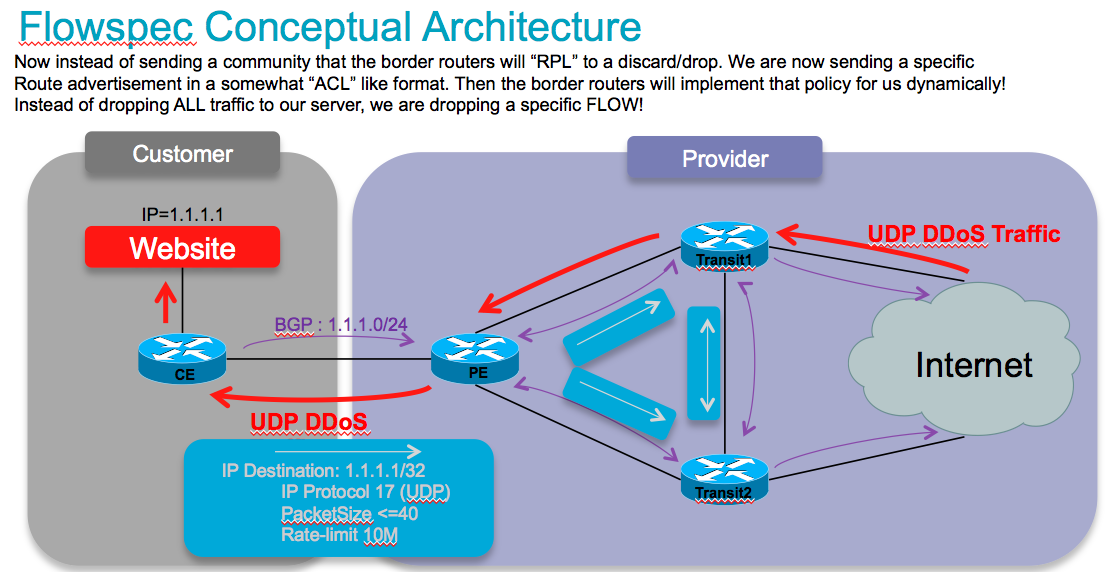 Flowspec Conceptual Architecture
Now instead of sending a community that the border routers will “RPL” to a discard/drop. We are now sending a specific
Route advertisement in a somewhat “ACL” like format. Then the border routers will implement that policy for us dynamically!
Instead of dropping ALL traffic to our server, we are dropping a specific FLOW!
Customer
Provider
IP=1.1.1.1
Website
UDP DDoS Traffic
Transit1
BGP : 1.1.1.0/24
CE
PE
Internet
UDP DDoS
IP Destination: 1.1.1.1/32
IP Protocol 17 (UDP)
PacketSize <=40
Rate-limit 10M
Transit2